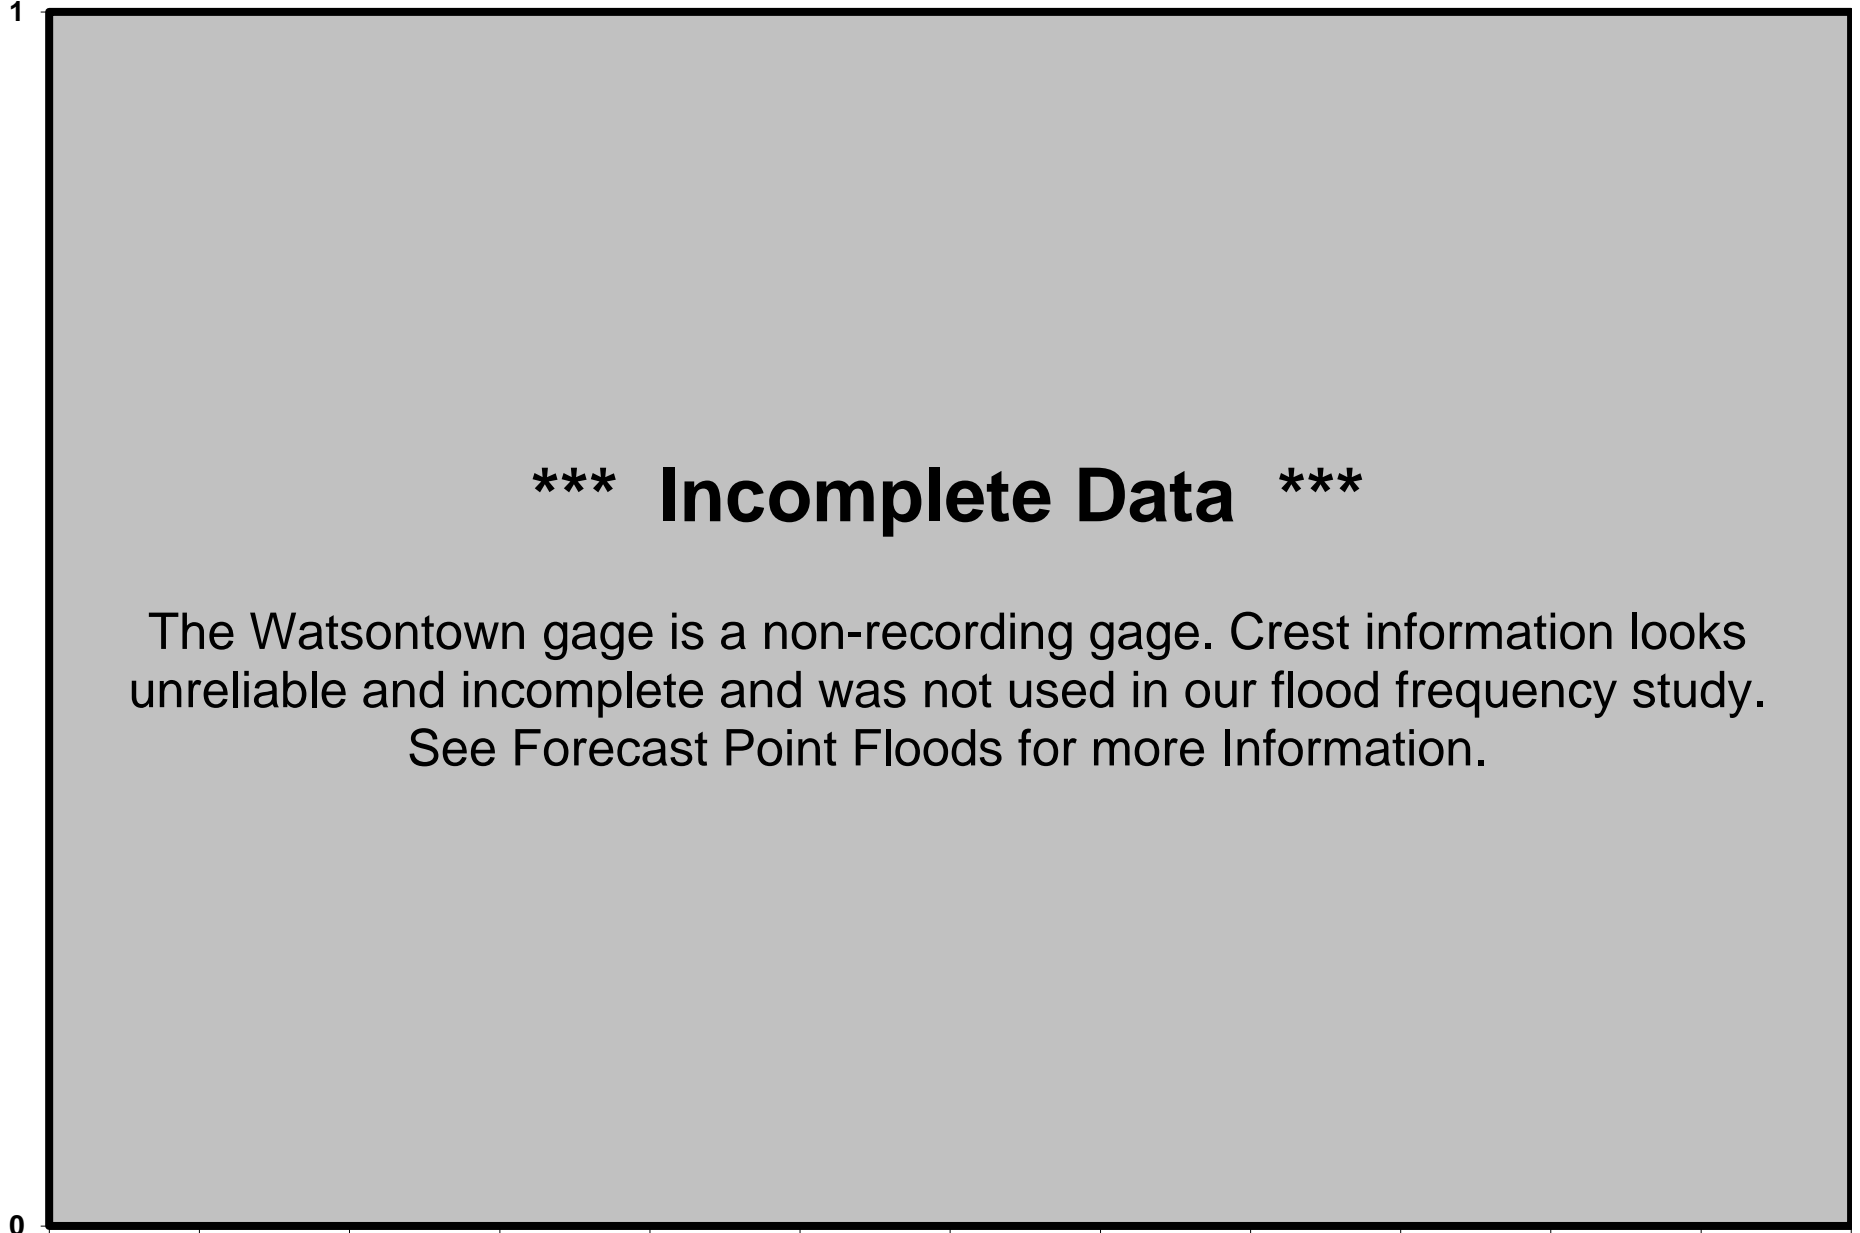 1
*** Incomplete Data ***
The Watsontown gage is a non-recording gage. Crest information looks
unreliable and incomplete and was not used in our flood frequency study.
See Forecast Point Floods for more Information.
0